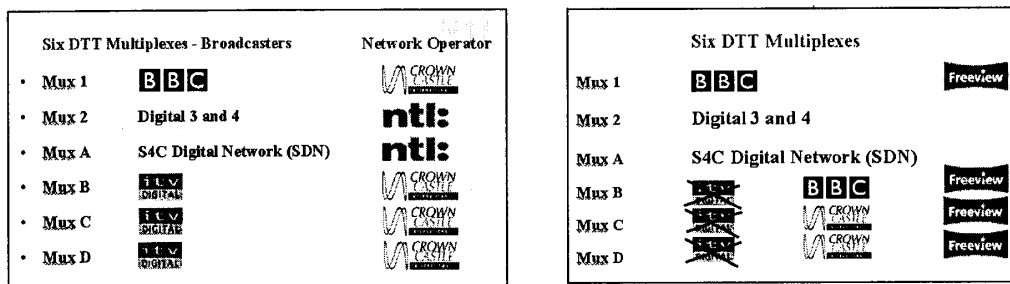 Six DTT Multiplexes - Broadcasters Network Operator
• Mux 1 BBC CROWN CASTLE
• Mux 2 Digital 3 and 4 ntl:
• Mux A S4C Digital Network (SDN) ntl:
• Mux B itv DIGITAL CROWN CASTLE
• Mux C itv DIGITAL CROWN CASTLE
• Mux D itv DIGITAL CROWN CASTLE
Six DTT Multiplexes
Mux 1 BBC Freeview
Mux 2 Digital 3 and 4
Mux A S4C Digital Network (SDN)
Mux B itv DIGITAL BBC Freeview
Mux C itv DIGITAL CROWN CASTLE Freeview
Mux D itv DIGITAL CROWN CASTLE Freeview